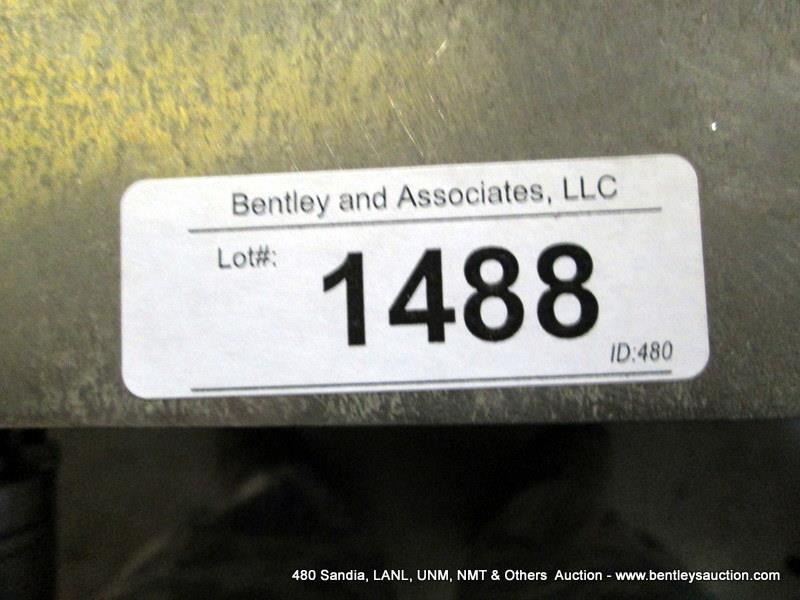 Bentley and Associates, LLC
Lot#:
1488
ID:480
480 Sandia, LANL, UNM, NMT & Others Auction - www.bentleysauction.com